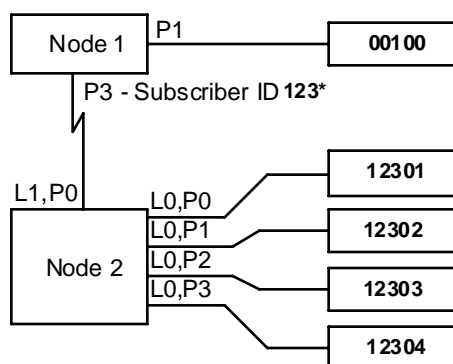 Node 1
P1
00100
P3 - Subscriber ID 123*
L1,P0
Node 2
L0,P0
12301
L0,P1
12302
L0,P2
12303
L0,P3
12304